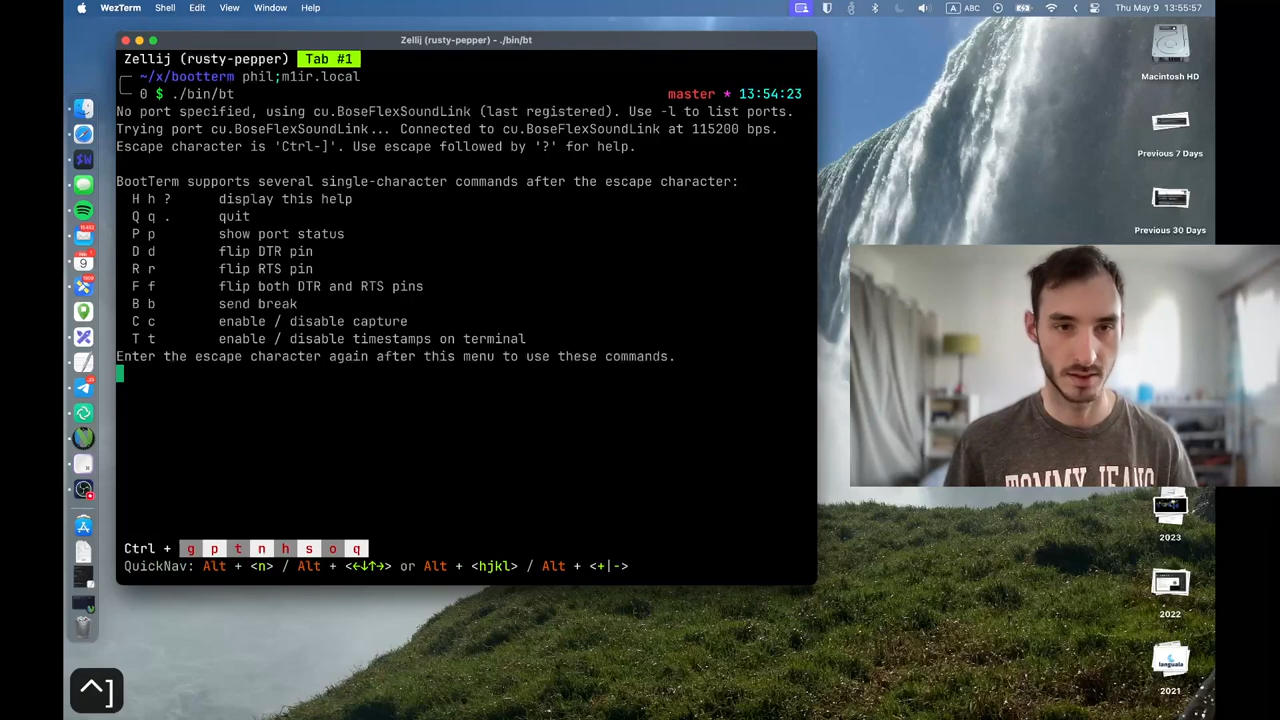 WezTerm Shell Edit View Window Help
ABC Thu May 9 13:55:57
Zellij (rusty-pepper) - ./bin/bt
Zellij (rusty-pepper) Tab #1
~/x/bootterm phil;m1ir.local
0 $ ./bin/bt master * 13:54:23
No port specified, using cu.BoseFlexSoundLink (last registered). Use -l to list ports.
Trying port cu.BoseFlexSoundLink... Connected to cu.BoseFlexSoundLink at 115200 bps.
Escape character is 'Ctrl-]'. Use escape followed by '?' for help.
BootTerm supports several single-character commands after the escape character:
H h ? display this help
Q q . quit
P p show port status
D d flip DTR pin
R r flip RTS pin
F f flip both DTR and RTS pins
B b send break
C c enable / disable capture
T t enable / disable timestamps on terminal
Enter the escape character again after this menu to use these commands.
Ctrl + g p t n h s o q
QuickNav: Alt + <n> / Alt + <←↓↑→> or Alt + <hjkl> / Alt + <+|->
^]
Macintosh HD
Previous 7 Days
Previous 30 Days
2023
2022
languala
2021
TOMMY JEANS